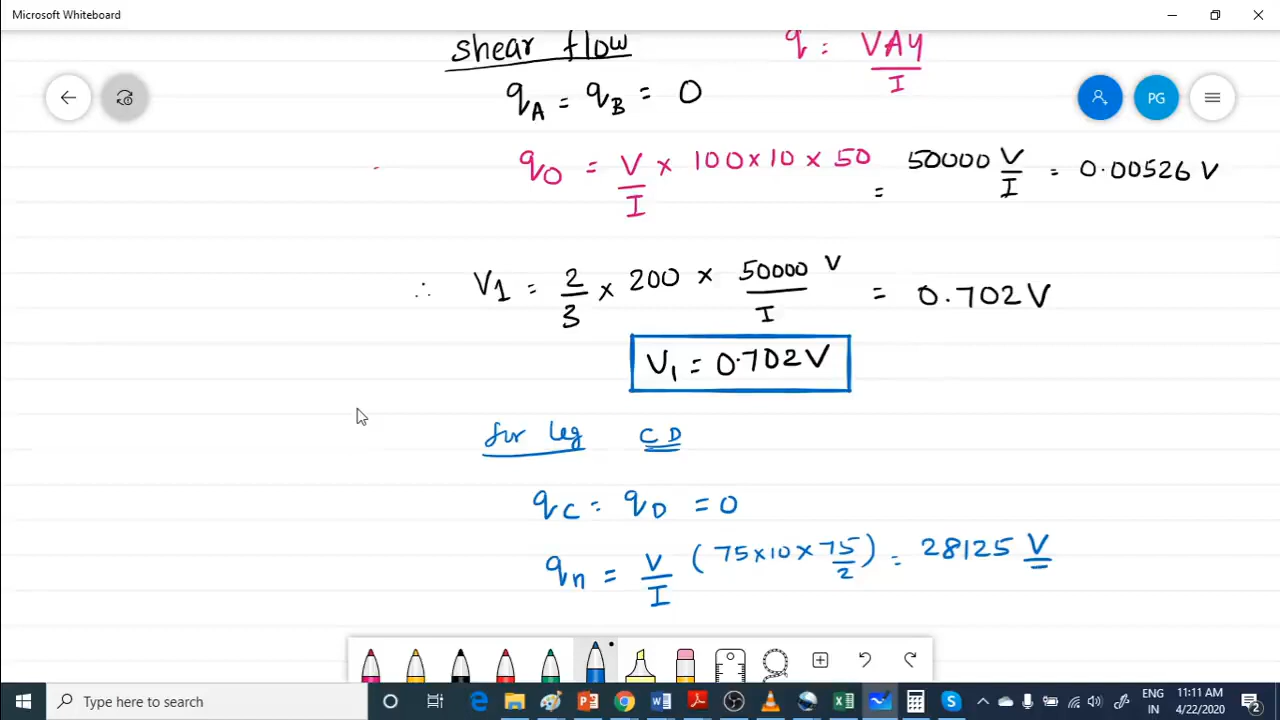 Microsoft Whiteboard
shear flow
q = VAY/I
qA = qB = 0
PG
qO = V/I × 100×10 × 50 = 50000 V/I = 0.00526 V
∴ V1 = 2/3 × 200 × 50000 V/I = 0.702V
V1 = 0.702V
for leg CD
qC = qD = 0
qn = V/I (75×10×75/2) = 28125 V
Type here to search
ENG
11:11 AM
IN
4/22/2020
2